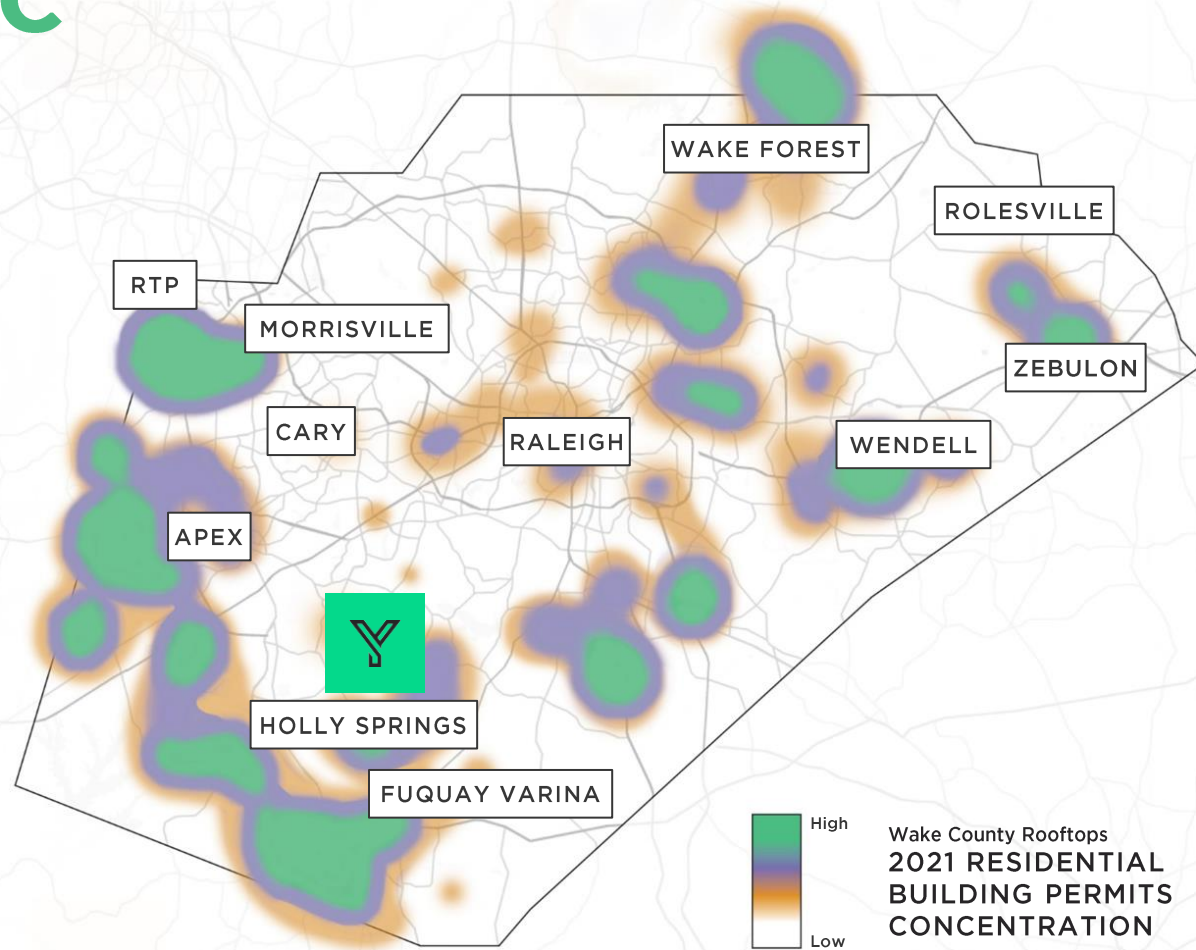 C
WAKE FOREST
ROLESVILLE
RTP
MORRISVILLE
ZEBULON
CARY
RALEIGH
WENDELL
APEX
Y
HOLLY SPRINGS
FUQUAY VARINA
High
Low
Wake County Rooftops
2021 RESIDENTIAL
BUILDING PERMITS
CONCENTRATION